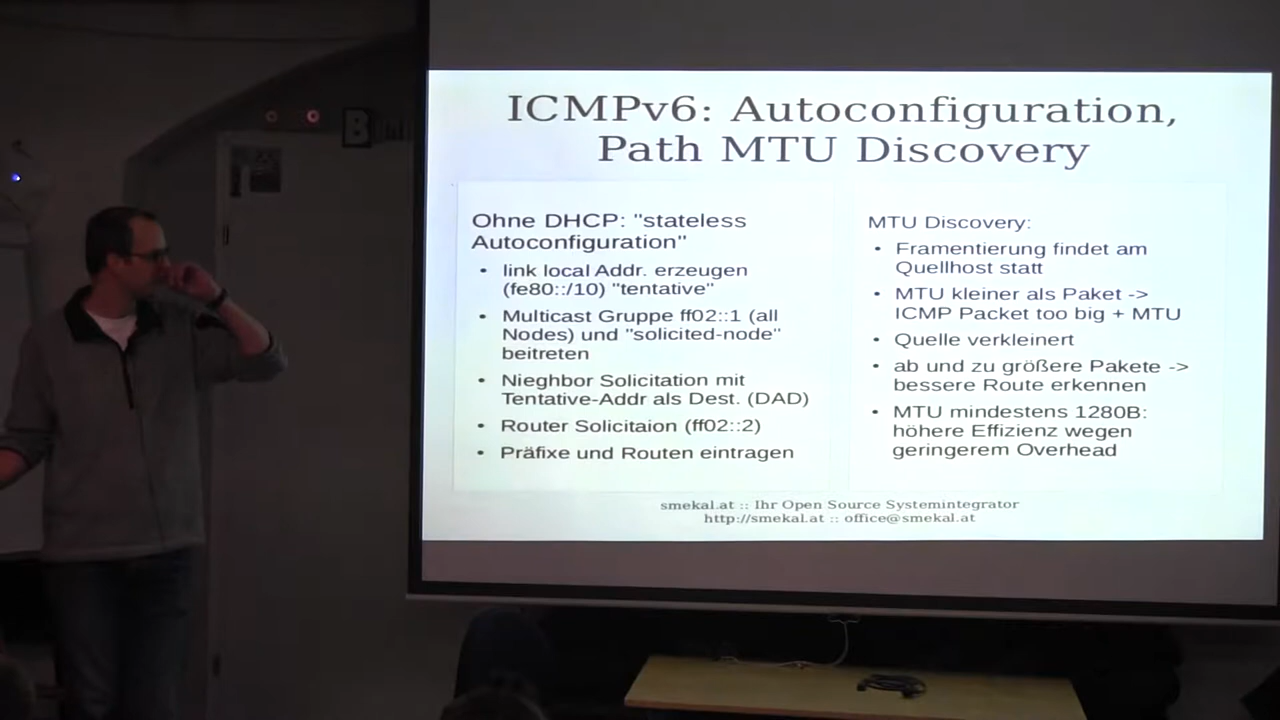 ICMPv6: Autoconfiguration,
Path MTU Discovery
Ohne DHCP: "stateless
Autoconfiguration"
• link local Addr. erzeugen
(fe80::/10) "tentative"
• Multicast Gruppe ff02::1 (all
Nodes) und "solicited-node"
beitreten
• Nieghbor Solicitation mit
Tentative-Addr als Dest. (DAD)
• Router Solicitaion (ff02::2)
• Präfixe und Routen eintragen
MTU Discovery:
• Framentierung findet am
Quellhost statt
• MTU kleiner als Paket ->
ICMP Packet too big + MTU
• Quelle verkleinert
• ab und zu größere Pakete ->
bessere Route erkennen
• MTU mindestens 1280B:
höhere Effizienz wegen
geringerem Overhead
smekal.at :: Ihr Open Source Systemintegrator
http://smekal.at :: office@smekal.at
B